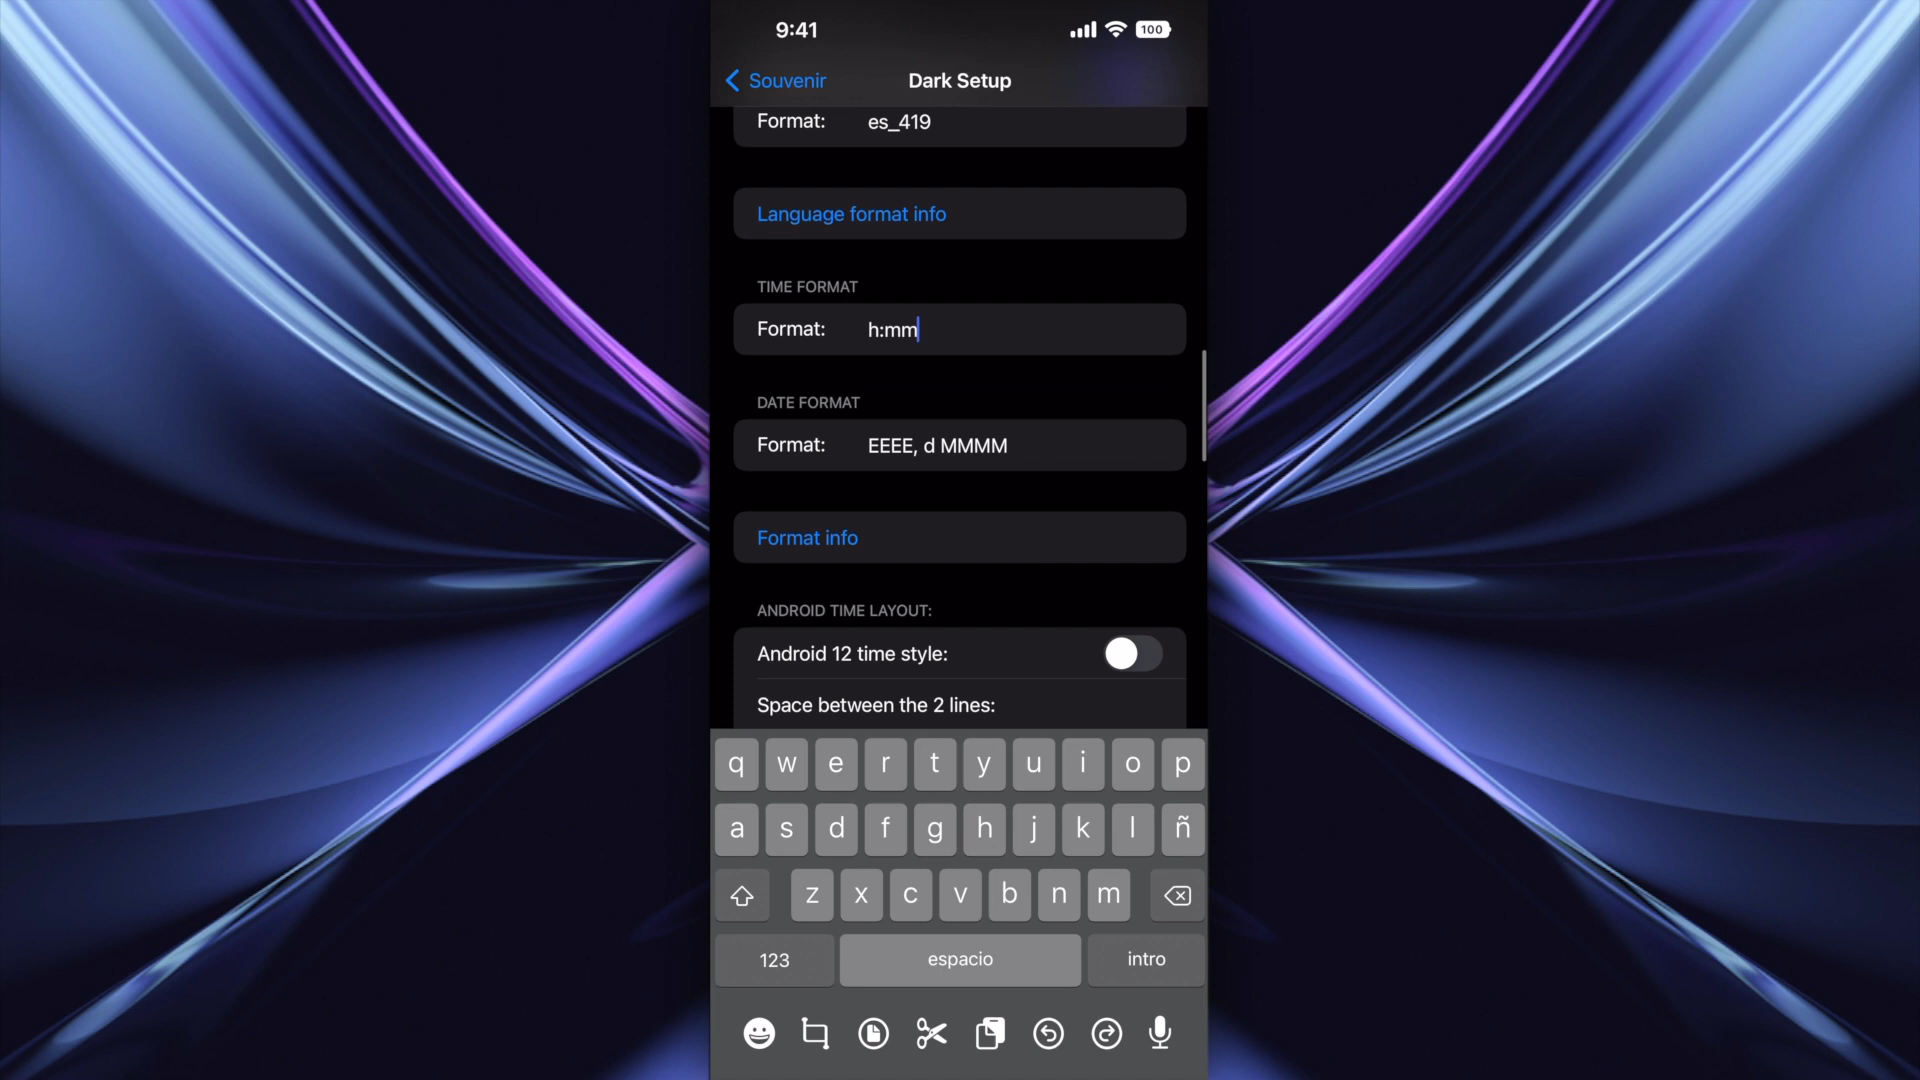 9:41
100
Souvenir
Dark Setup
Format: es_419
Language format info
TIME FORMAT
Format: h:mm
DATE FORMAT
Format: EEEE, d MMMM
Format info
ANDROID TIME LAYOUT:
Android 12 time style:
Space between the 2 lines:
q w e r t y u i o p
a s d f g h j k l ñ
z x c v b n m
123 espacio intro